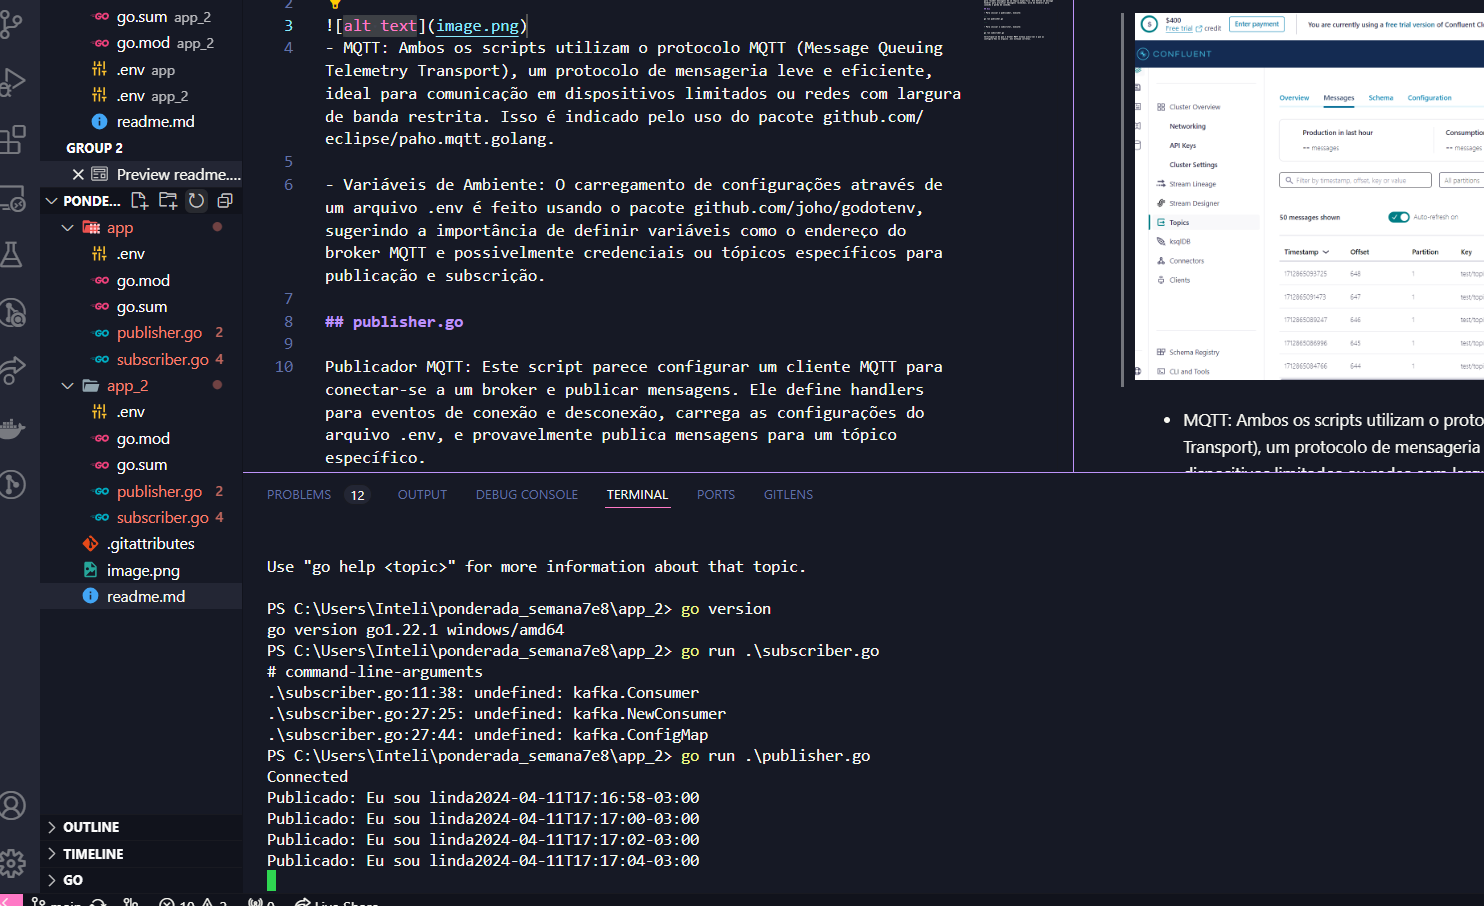 go.sum app_2
go.mod app_2
.env app
.env app_2
readme.md
GROUP 2
Preview readme....
PONDE...
app
.env
go.mod
go.sum
publisher.go 2
subscriber.go 4
app_2
.env
go.mod
go.sum
publisher.go 2
subscriber.go 4
.gitattributes
image.png
readme.md
OUTLINE
TIMELINE
GO
2
3 ![alt text](image.png)
4 - MQTT: Ambos os scripts utilizam o protocolo MQTT (Message Queuing
Telemetry Transport), um protocolo de mensageria leve e eficiente,
ideal para comunicação em dispositivos limitados ou redes com largura
de banda restrita. Isso é indicado pelo uso do pacote github.com/
eclipse/paho.mqtt.golang.
5
6 - Variáveis de Ambiente: O carregamento de configurações através de
um arquivo .env é feito usando o pacote github.com/joho/godotenv,
sugerindo a importância de definir variáveis como o endereço do
broker MQTT e possivelmente credenciais ou tópicos específicos para
publicação e subscrição.
7
8 ## publisher.go
9
10 Publicador MQTT: Este script parece configurar um cliente MQTT para
conectar-se a um broker e publicar mensagens. Ele define handlers
para eventos de conexão e desconexão, carrega as configurações do
arquivo .env, e provavelmente publica mensagens para um tópico
específico.
$400
Free trial credit
Enter payment
You are currently using a free trial version of Confluent Cl
CONFLUENT
Cluster Overview
Networking
API Keys
Cluster Settings
Stream Lineage
Stream Designer
Topics
ksqlDB
Connectors
Clients
Schema Registry
CLI and Tools
Overview Messages Schema Configuration
Production in last hour Consumption
-- messages -- messages
Filter by timestamp, offset, key or value All partitions
50 messages shown Auto-refresh on
Timestamp Offset Partition Key
1712865093725 648 1 test/topi
1712865091473 647 1 test/topi
1712865089247 646 1 test/topi
1712865086996 645 1 test/topi
1712865084766 644 1 test/topi
• MQTT: Ambos os scripts utilizam o proto
Transport), um protocolo de mensageria
dispositivos limitados ou redes com largu
PROBLEMS 12 OUTPUT DEBUG CONSOLE TERMINAL PORTS GITLENS
Use "go help <topic>" for more information about that topic.
PS C:\Users\Inteli\ponderada_semana7e8\app_2> go version
go version go1.22.1 windows/amd64
PS C:\Users\Inteli\ponderada_semana7e8\app_2> go run .\subscriber.go
# command-line-arguments
.\subscriber.go:11:38: undefined: kafka.Consumer
.\subscriber.go:27:25: undefined: kafka.NewConsumer
.\subscriber.go:27:44: undefined: kafka.ConfigMap
PS C:\Users\Inteli\ponderada_semana7e8\app_2> go run .\publisher.go
Connected
Publicado: Eu sou linda2024-04-11T17:16:58-03:00
Publicado: Eu sou linda2024-04-11T17:17:00-03:00
Publicado: Eu sou linda2024-04-11T17:17:02-03:00
Publicado: Eu sou linda2024-04-11T17:17:04-03:00
main 10 2 0 Live Share